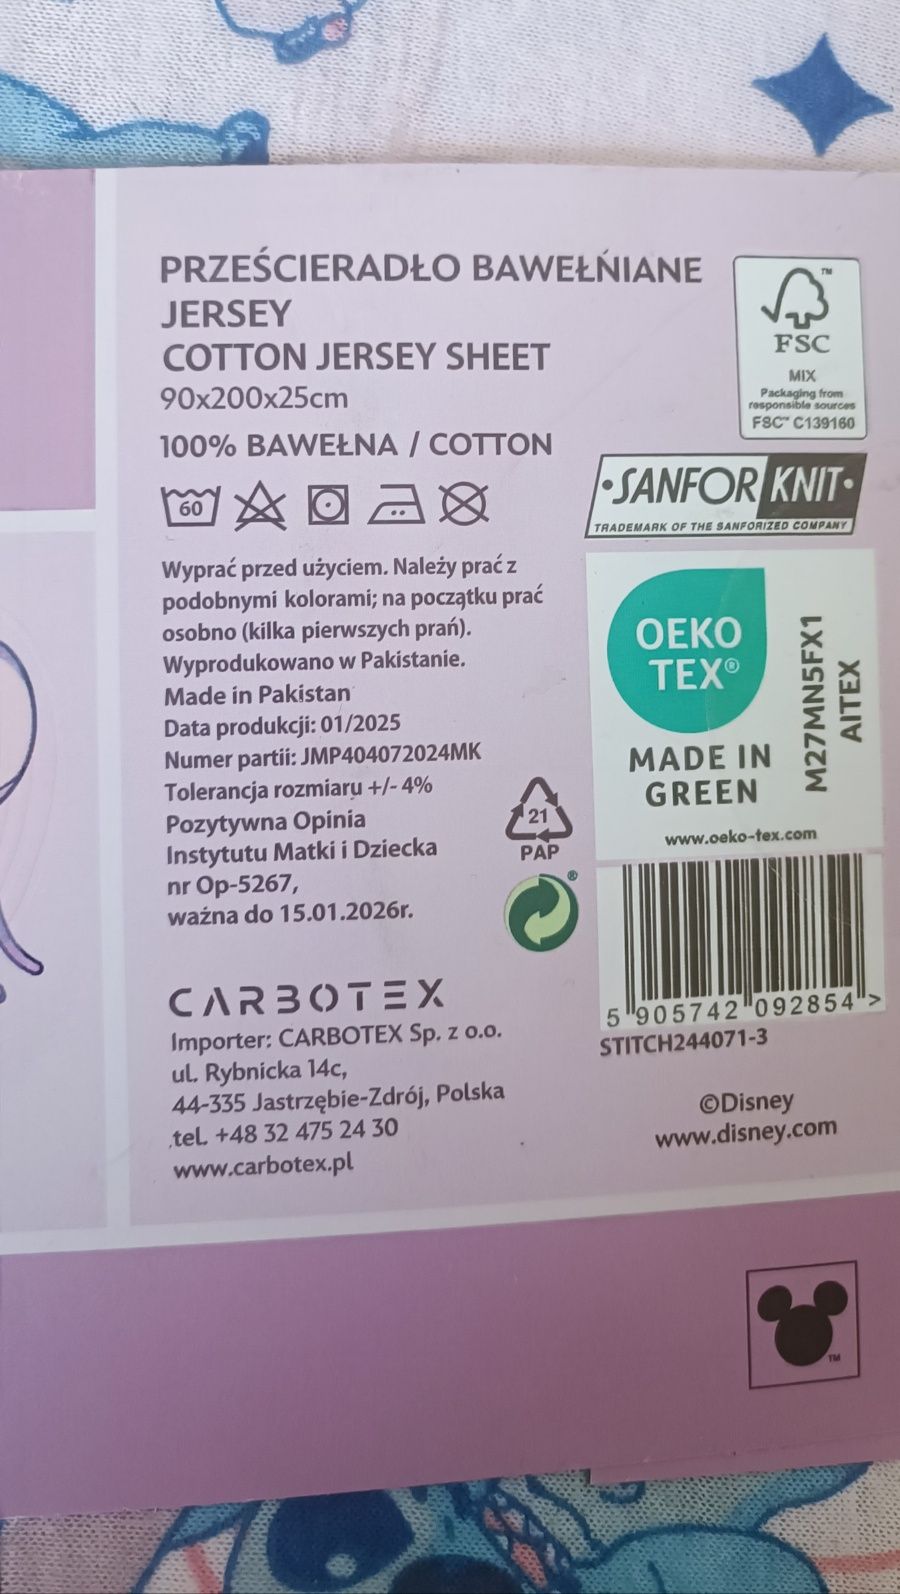 PRZEŚCIERADŁO BAWEŁŃIANE
JERSEY
COTTON JERSEY SHEET
90x200x25cm
100% BAWEŁNA / COTTON
60
Wyprać przed użyciem. Należy prać z
podobnymi kolorami; na początku prać
osobno (kilka pierwszych prań).
Wyprodukowano w Pakistanie.
Made in Pakistan
Data produkcji: 01/2025
Numer partii: JMP404072024MK
Tolerancja rozmiaru +/- 4%
Pozytywna Opinia
Instytutu Matki i Dziecka
nr Op-5267,
ważna do 15.01.2026r.
21
PAP
®
CARBOTEX
Importer: CARBOTEX Sp. z o.o.
ul. Rybnicka 14c,
44-335 Jastrzębie-Zdrój, Polska
tel. +48 32 475 24 30
www.carbotex.pl
™
FSC
MIX
Packaging from
responsible sources
FSC™ C139160
•SANFOR KNIT•
TRADEMARK OF THE SANFORIZED COMPANY
OEKO
TEX®
MADE IN
GREEN
www.oeko-tex.com
M27MN5FX1
AITEX
5 905742 092854 >
STITCH244071-3
©Disney
www.disney.com
TM